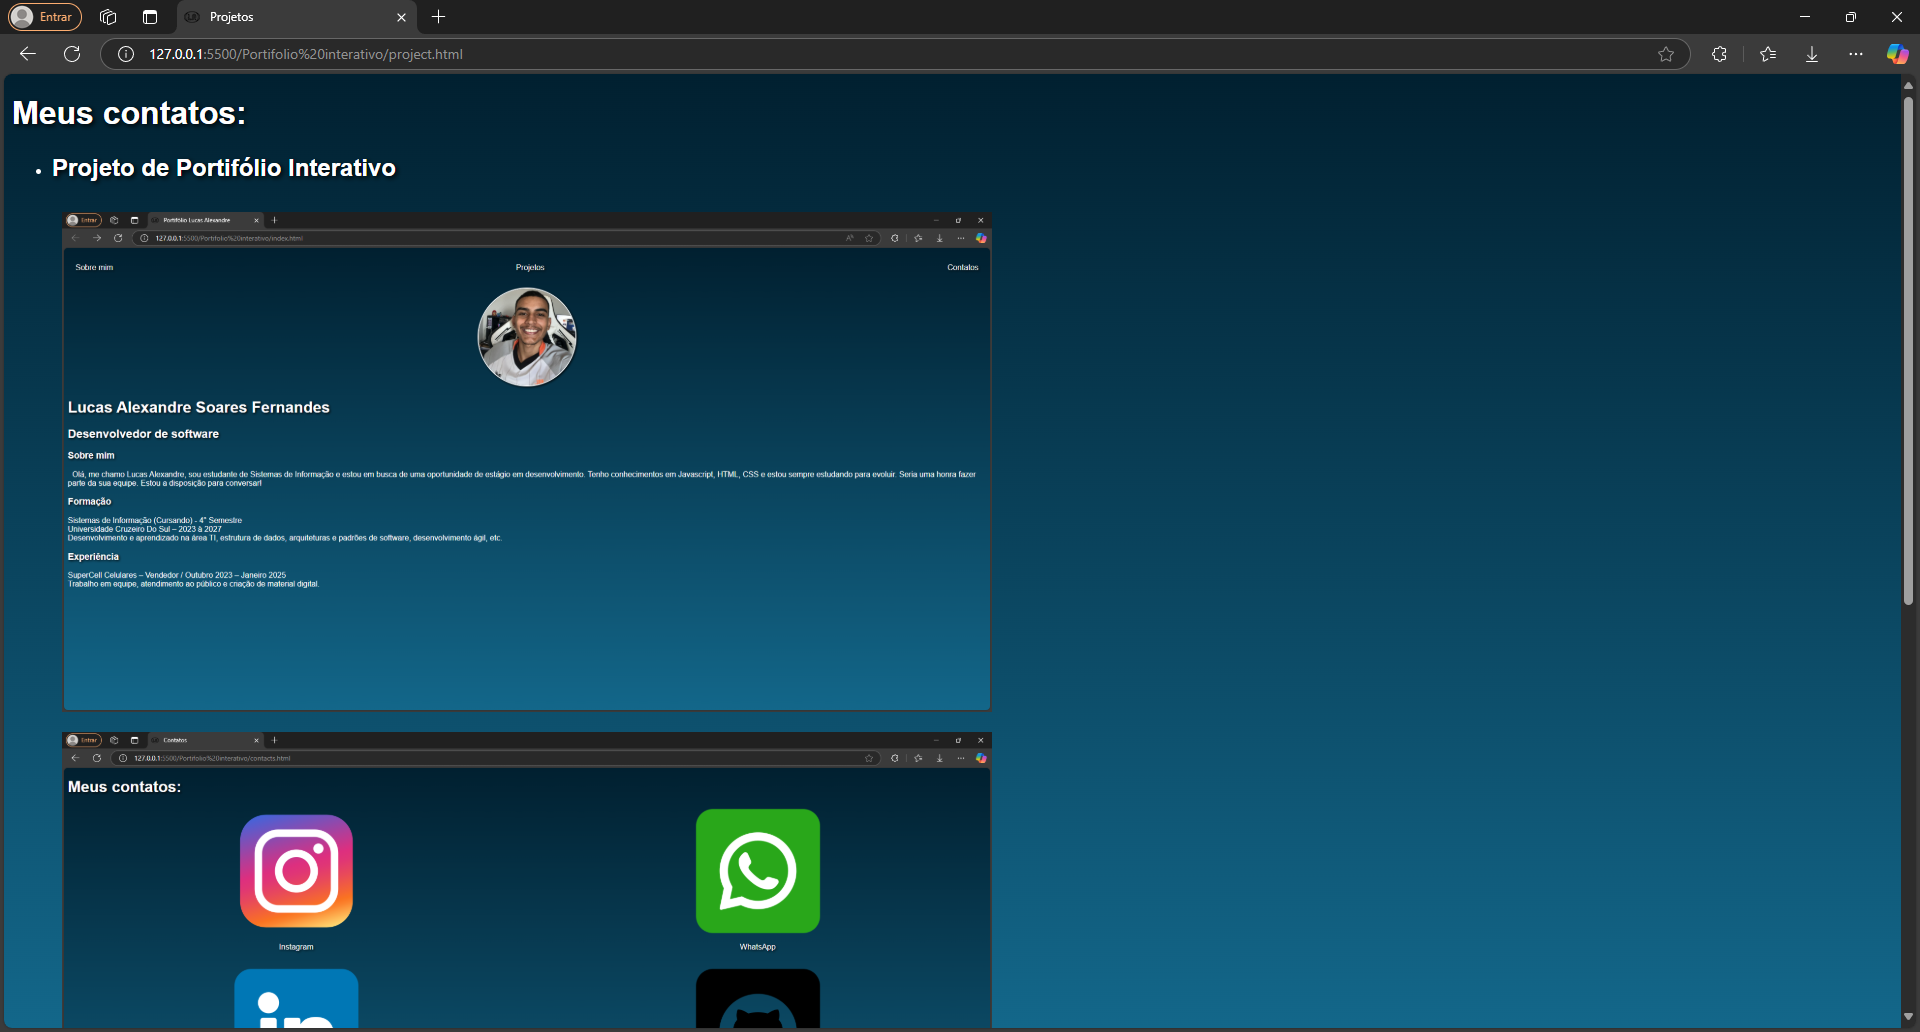 Entrar
Projetos
127.0.0.1:5500/Portifolio%20interativo/project.html
Meus contatos:
• Projeto de Portifólio Interativo
Entrar
Portifólio Lucas Alexandre
127.0.0.1:5500/Portifolio%20interativo/index.html
Sobre mim
Projetos
Contatos
Lucas Alexandre Soares Fernandes
Desenvolvedor de software
Sobre mim
Olá, me chamo Lucas Alexandre, sou estudante de Sistemas de Informação e estou em busca de uma oportunidade de estágio em desenvolvimento. Tenho conhecimentos em Javascript, HTML, CSS e estou sempre estudando para evoluir. Seria uma honra fazer
parte da sua equipe. Estou a disposição para conversar!
Formação
Sistemas de Informação (Cursando) - 4° Semestre
Universidade Cruzeiro Do Sul – 2023 à 2027
Desenvolvimento e aprendizado na área TI, estrutura de dados, arquiteturas e padrões de software, desenvolvimento ágil, etc.
Experiência
SuperCell Celulares – Vendedor / Outubro 2023 – Janeiro 2025
Trabalho em equipe, atendimento ao público e criação de material digital.
Entrar
Contatos
127.0.0.1:5500/Portifolio%20interativo/contacts.html
Meus contatos:
Instagram
WhatsApp
in